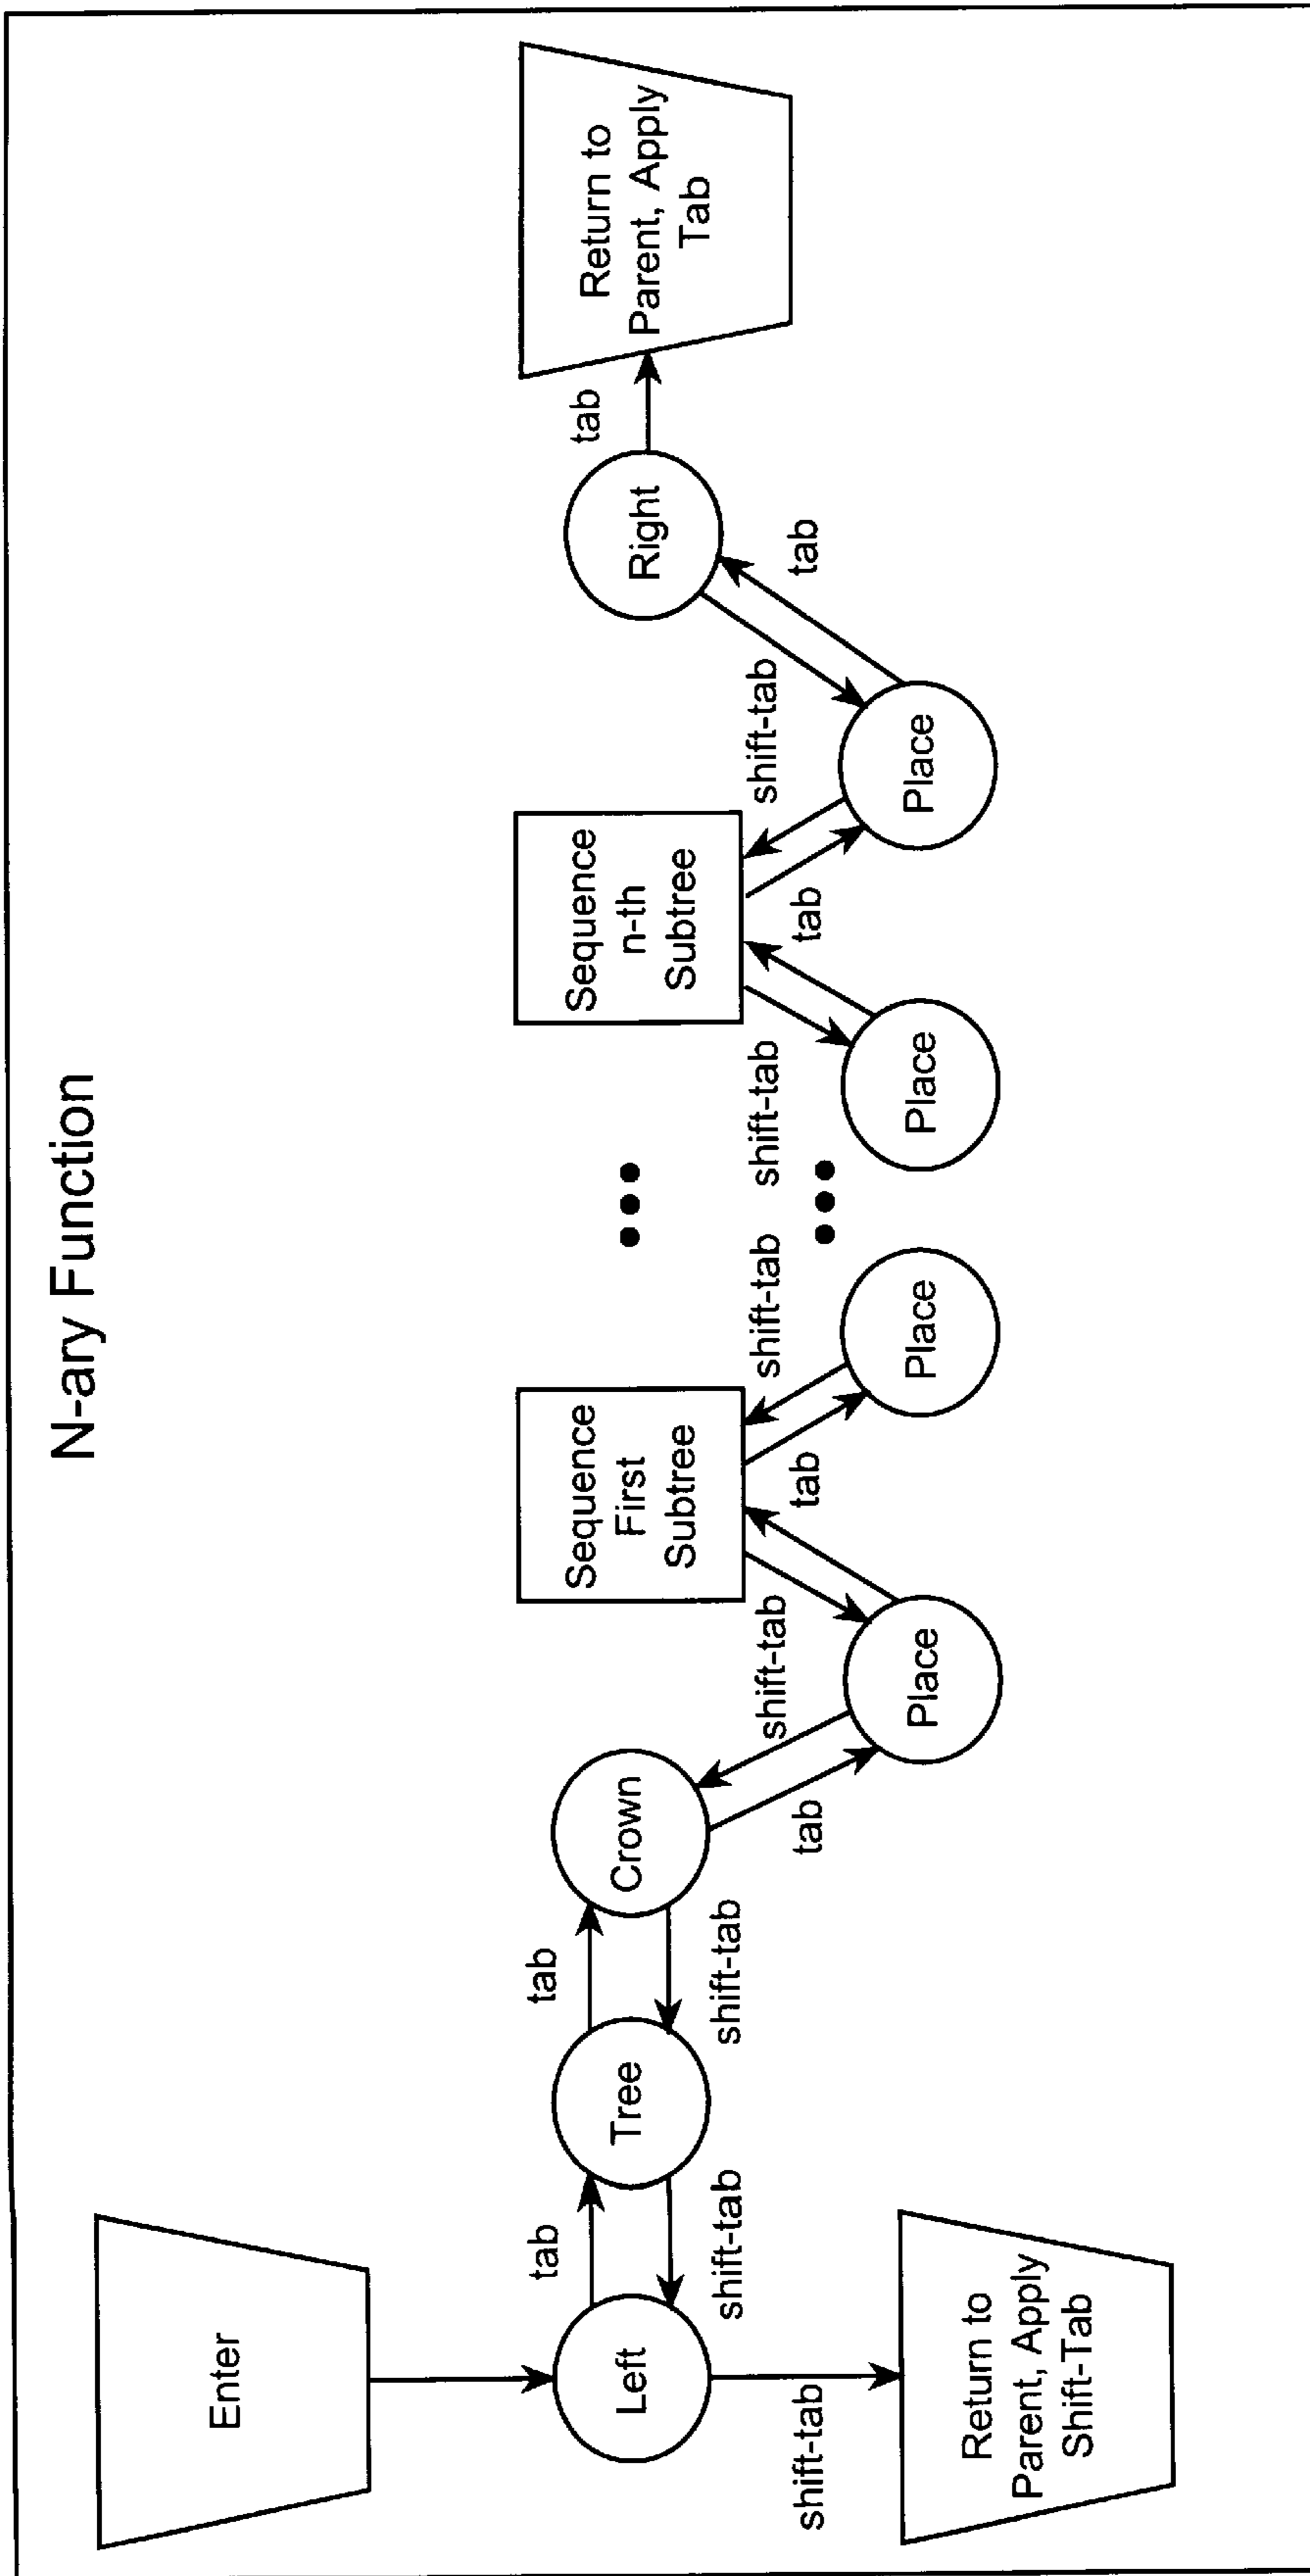 N-ary Function
Enter
Left
shift-tab
Return to
Parent, Apply
Shift-Tab
tab
shift-tab
Tree
tab
shift-tab
Crown
tab
shift-tab
Place
shift-tab
Sequence
First
Subtree
tab
shift-tab
Place
shift-tab
Place
Sequence
n-th
Subtree
tab
shift-tab
Place
tab
Right
tab
Return to
Parent, Apply
Tab